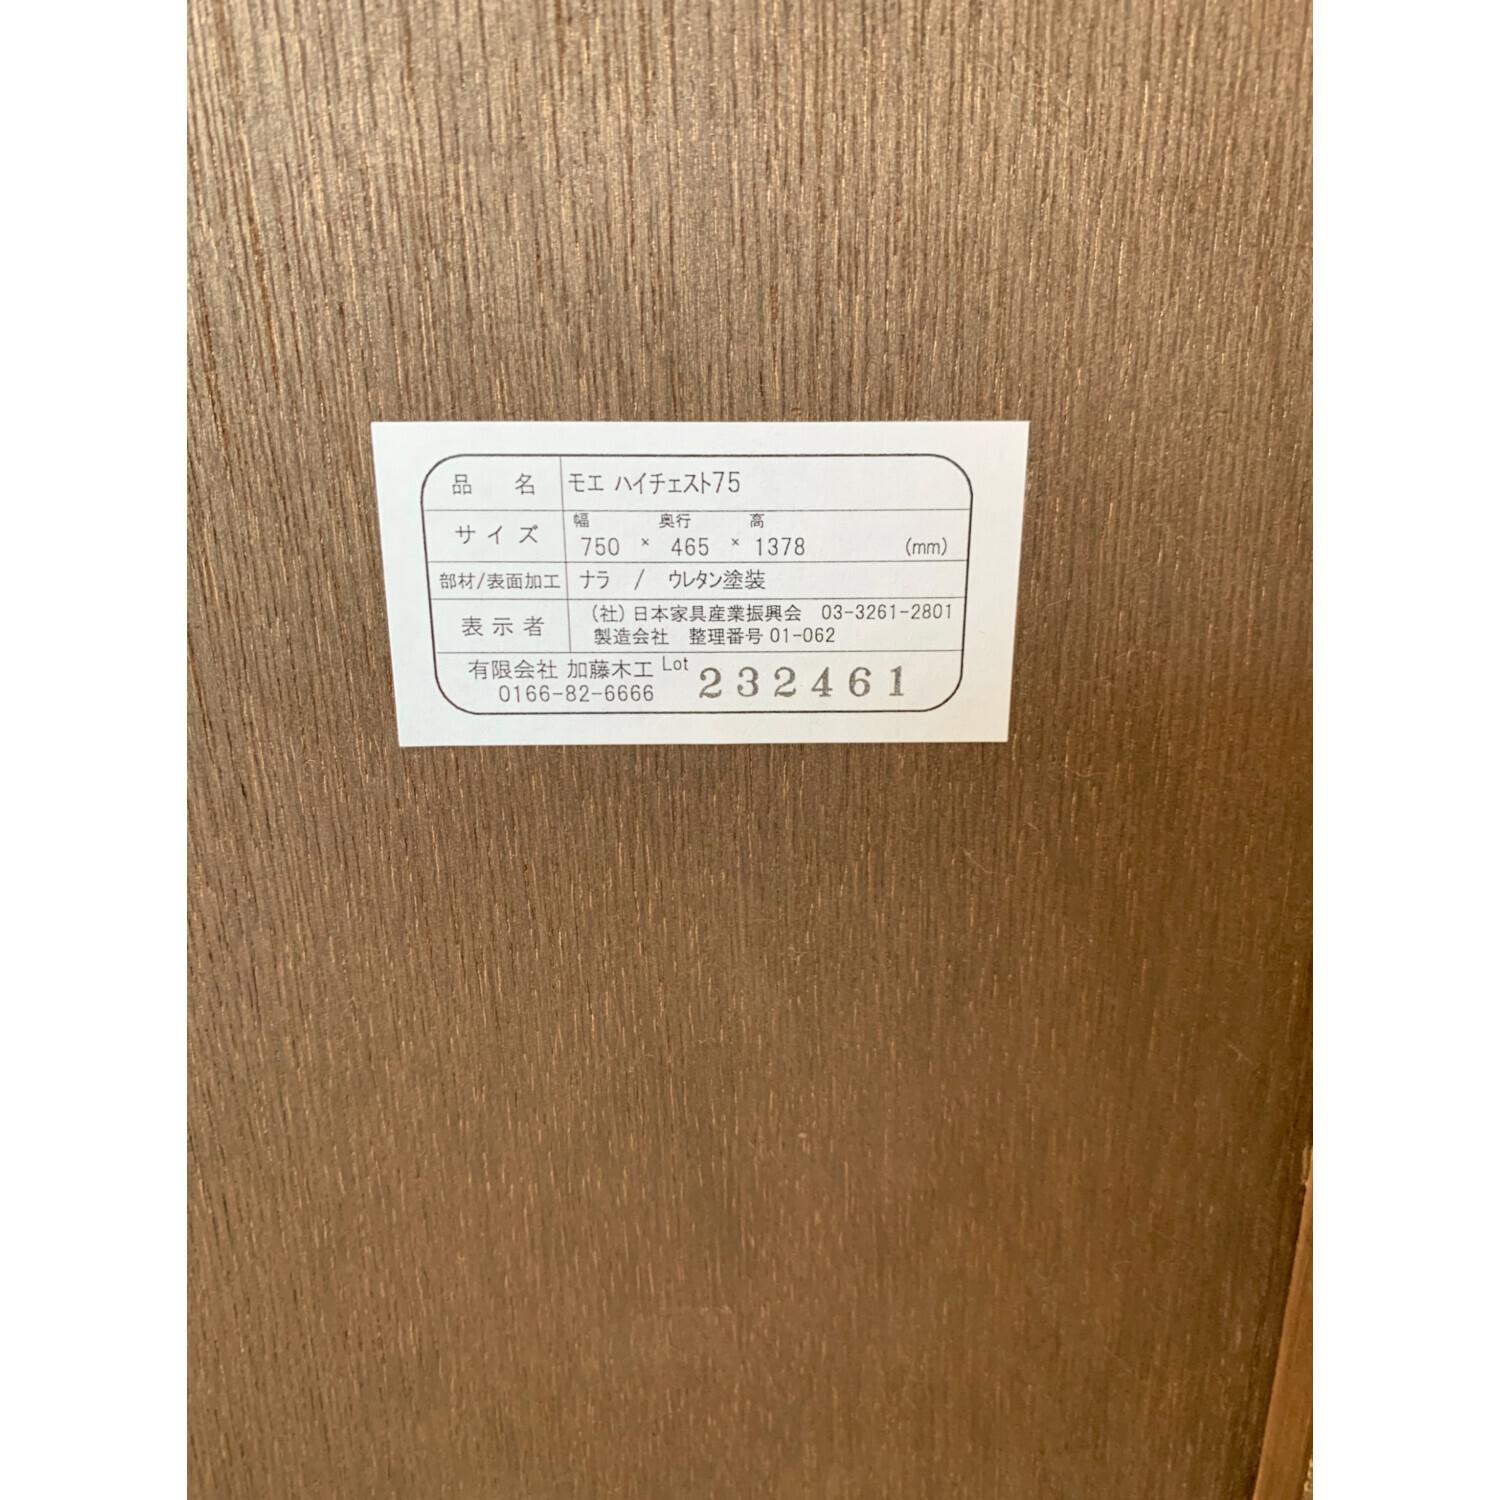 品 名 モエ ハイチェスト75
幅 奥行 高
サイズ 750 × 465 × 1378 (mm)
部材/表面加工 ナラ / ウレタン塗装
(社)日本家具産業振興会 03-3261-2801
表示者
製造会社 整理番号01-062
有限会社 加藤木工 Lot 232461
0166-82-6666